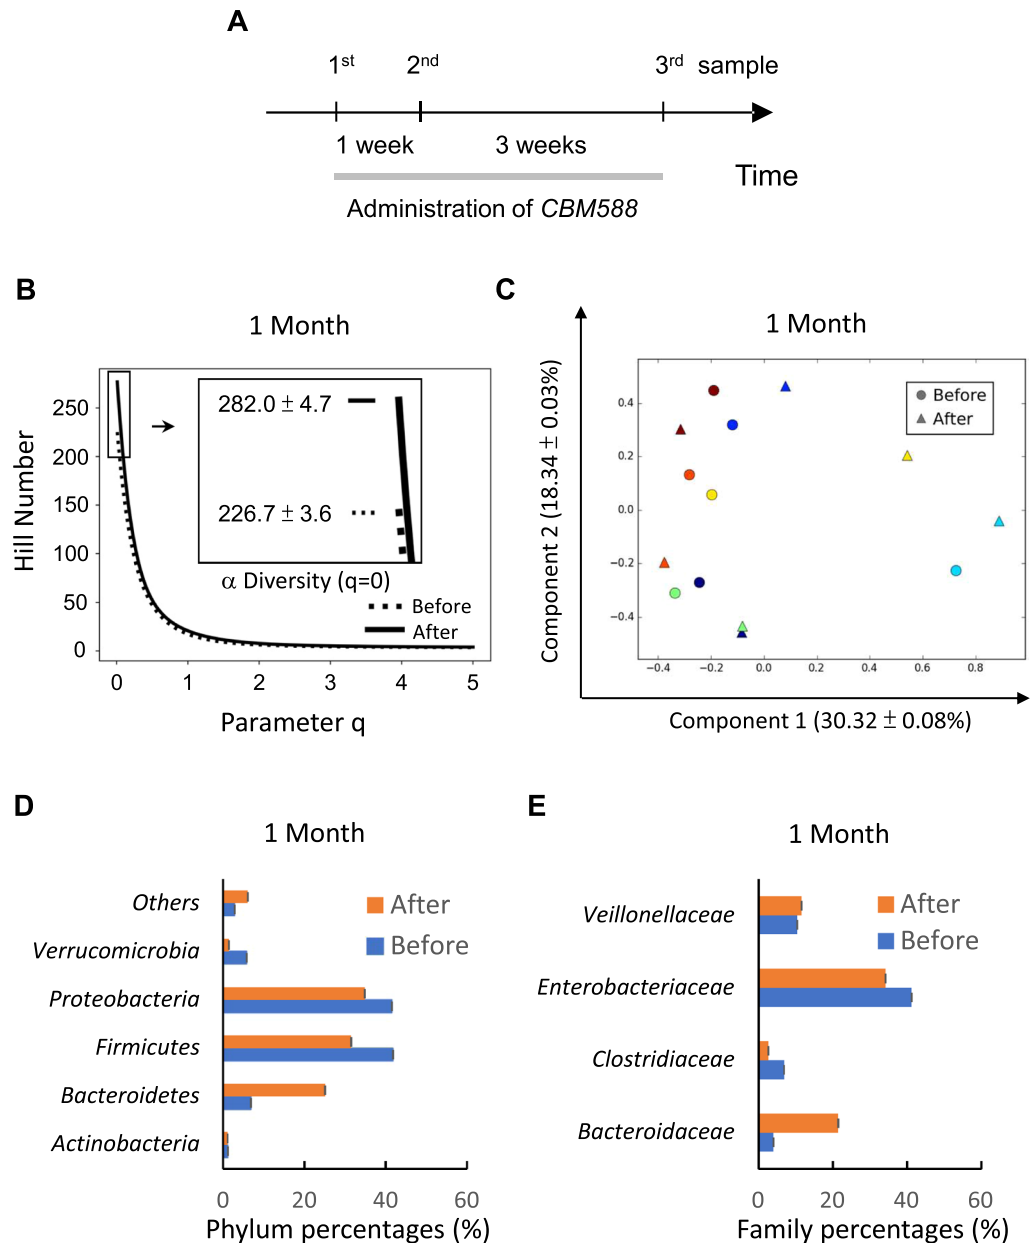 A
1st 2nd 3rd sample
1 week 3 weeks
Time
Administration of CBM588
B
1 Month
Hill Number
250
200
150
100
50
0
282.0 ± 4.7
226.7 ± 3.6
α Diversity (q=0)
Before
After
0 1 2 3 4 5
Parameter q
C
1 Month
Component 2 (18.34 ± 0.03%)
0.4
0.2
0.0
−0.2
−0.4
Before
After
−0.4 −0.2 0.0 0.2 0.4 0.6 0.8
Component 1 (30.32 ± 0.08%)
D
1 Month
Others
Verrucomicrobia
Proteobacteria
Firmicutes
Bacteroidetes
Actinobacteria
After
Before
0 20 40 60
Phylum percentages (%)
E
1 Month
Veillonellaceae
Enterobacteriaceae
Clostridiaceae
Bacteroidaceae
After
Before
0 20 40 60
Family percentages (%)